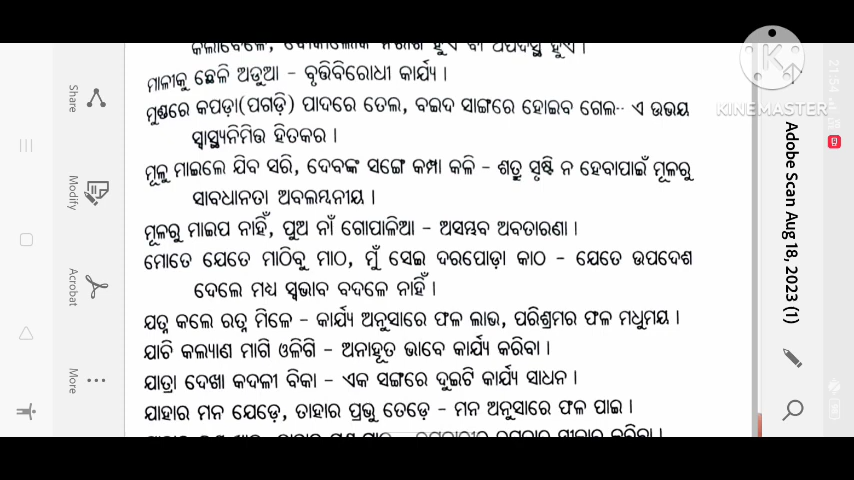 ମାଳୀକୁ ଛେଳି ଅଡୁଆ – ବୃତ୍ତିବିରୋଧୀ କାର୍ଯ୍ୟ ।
ମୁଣ୍ଡରେ କପଡ଼ା(ପଗଡ଼ି) ପାଦରେ ତେଲ, ବଇଦ ସାଙ୍ଗରେ ହୋଇବ ଗେଲ-- ଏ ଉଭୟ
ସ୍ୱାସ୍ଥ୍ୟନିମିତ୍ତ ହିତକର ।
ମୂଳୁ ମାଇଲେ ଯିବ ସରି, ଦେବଙ୍କ ସଙ୍ଗେ କମ୍ପା କଳି – ଶତ୍ରୁ ସୃଷ୍ଟି ନ ହେବାପାଇଁ ମୂଳରୁ
ସାବଧାନତା ଅବଲମ୍ବନୀୟ ।
ମୂଳରୁ ମାଇପ ନାହିଁ, ପୁଅ ନାଁ ଗୋପାଳିଆ – ଅସମ୍ଭବ ଅବତାରଣା ।
ମୋତେ ଯେତେ ମାଠିବୁ ମାଠ, ମୁଁ ସେଇ ଦରପୋଡ଼ା କାଠ – ଯେତେ ଉପଦେଶ
ଦେଲେ ମଧ୍ୟ ସ୍ୱଭାବ ବଦଳେ ନାହିଁ ।
ଯତ୍ନ କଲେ ରତ୍ନ ମିଳେ – କାର୍ଯ୍ୟ ଅନୁସାରେ ଫଳ ଲାଭ, ପରିଶ୍ରମର ଫଳ ମଧୁମୟ ।
ଯାଚି କଲ୍ୟାଣ ମାଗି ଓଳିଗି – ଅନାହୂତ ଭାବେ କାର୍ଯ୍ୟ କରିବା ।
ଯାତ୍ରା ଦେଖା କଦଳୀ ବିକା – ଏକ ସଙ୍ଗରେ ଦୁଇଟି କାର୍ଯ୍ୟ ସାଧନ ।
ଯାହାର ମନ ଯେଡ଼େ, ତାହାର ପ୍ରଭୁ ତେଡ଼େ – ମନ ଅନୁସାରେ ଫଳ ପାଇ ।
Share
Modify
Acrobat
More
Adobe Scan Aug 18, 2023 (1)
21:54
KINEMASTER